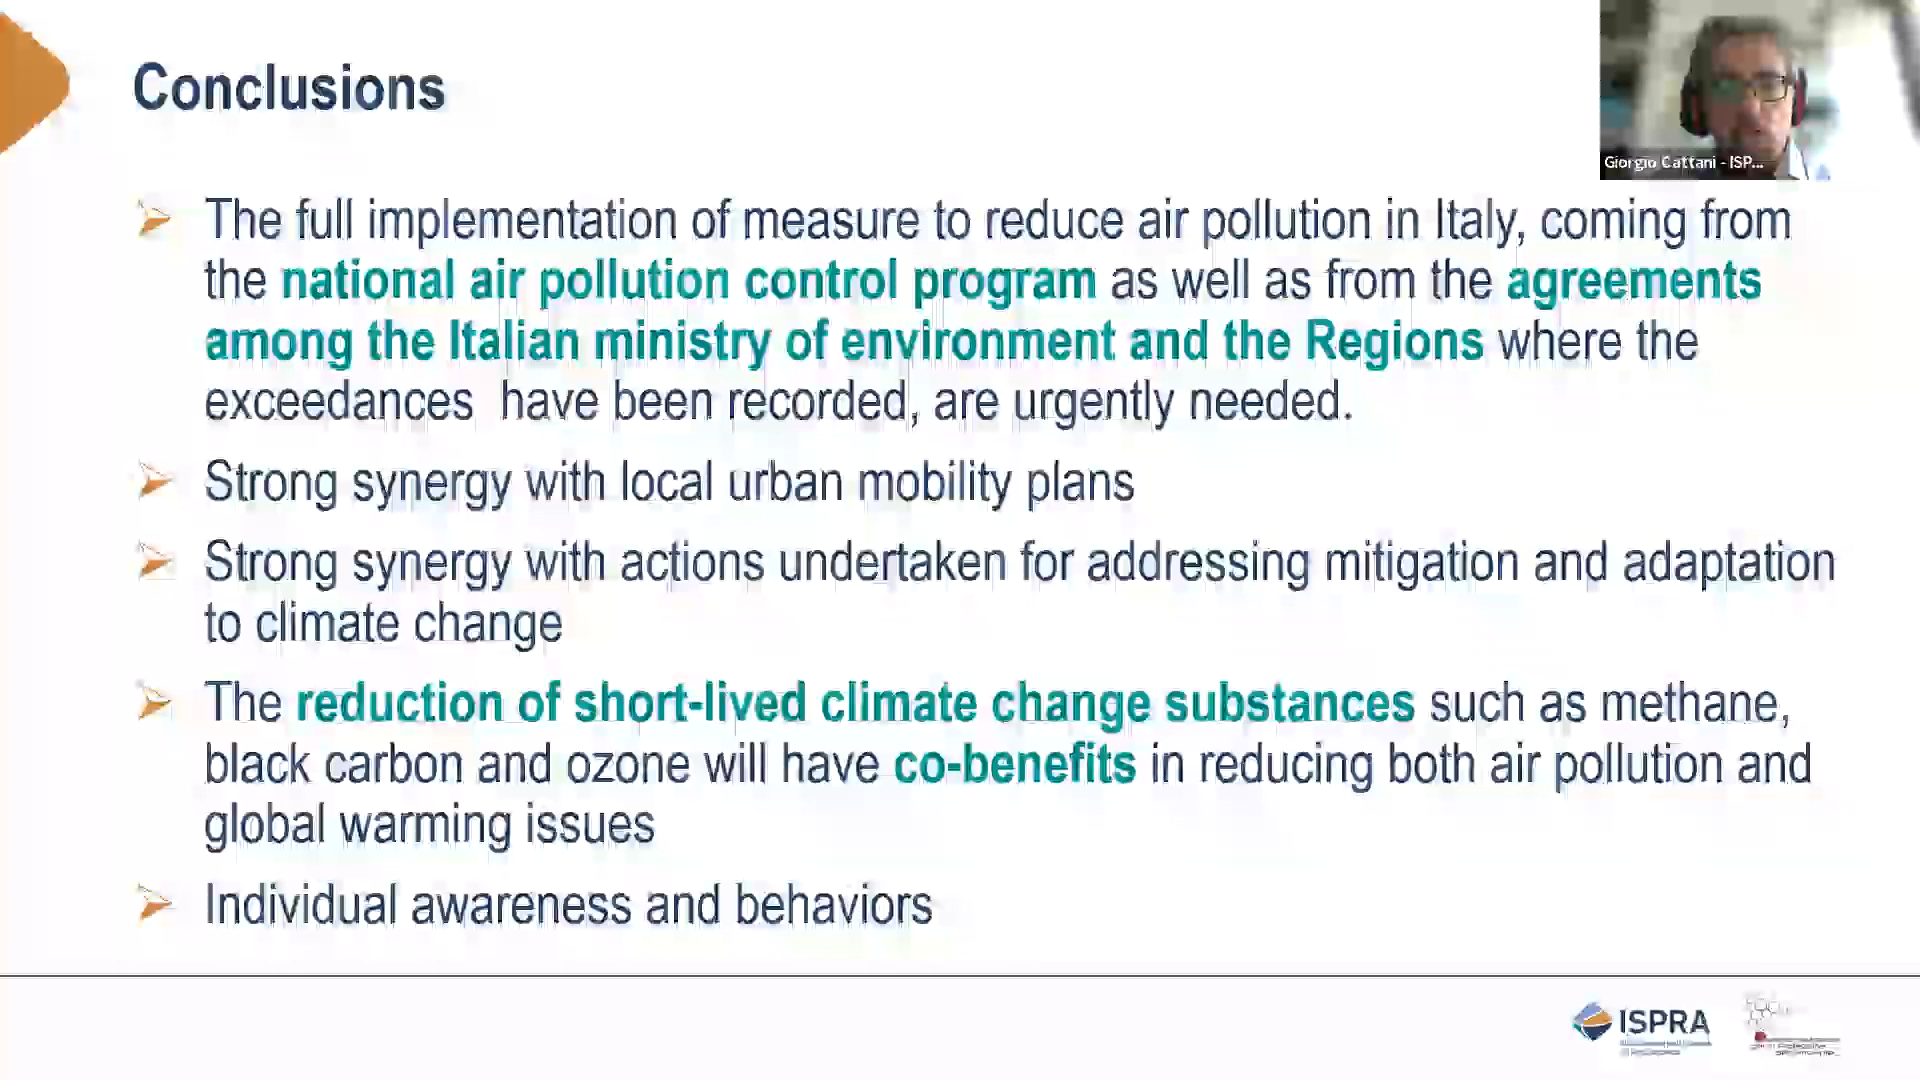 Conclusions
Giorgio Cattani - ISP...
The full implementation of measure to reduce air pollution in Italy, coming from
the national air pollution control program as well as from the agreements
among the Italian ministry of environment and the Regions where the
exceedances have been recorded, are urgently needed.
Strong synergy with local urban mobility plans
Strong synergy with actions undertaken for addressing mitigation and adaptation
to climate change
The reduction of short-lived climate change substances such as methane,
black carbon and ozone will have co-benefits in reducing both air pollution and
global warming issues
Individual awareness and behaviors
ISPRA